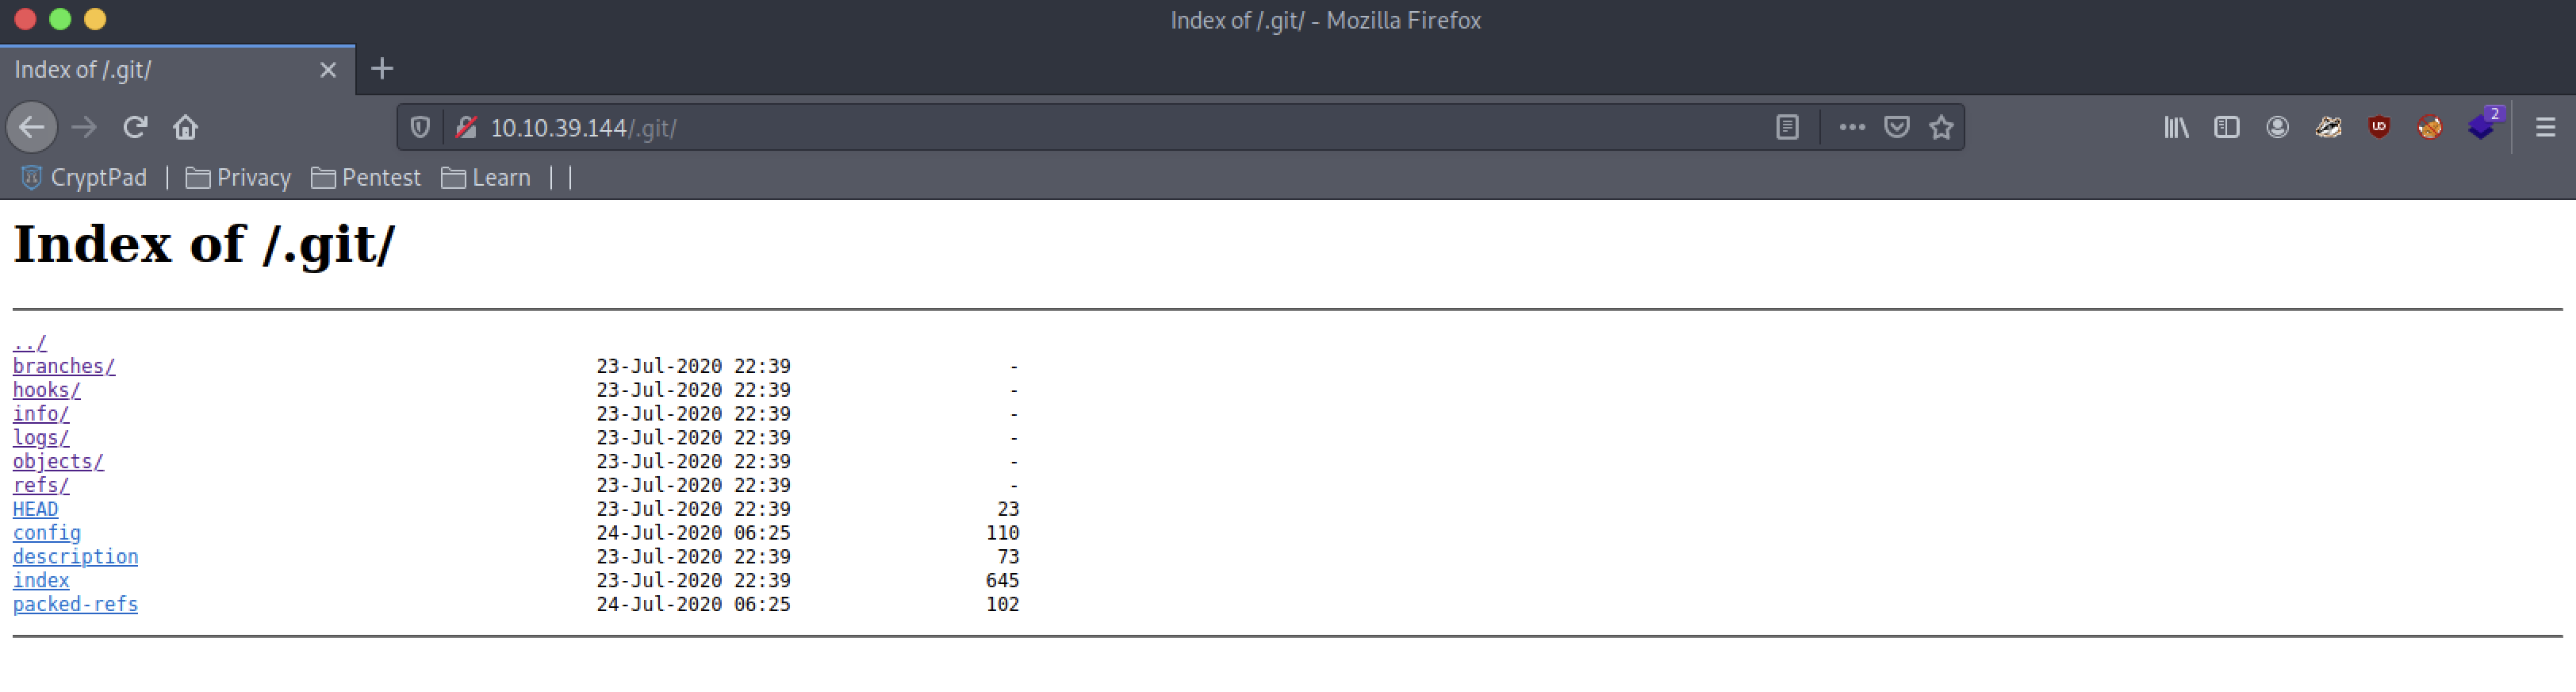 Index of /.git/ - Mozilla Firefox
Index of /.git/
10.10.39.144/.git/
2
CryptPad | Privacy Pentest Learn | |
Index of /.git/
../
branches/ 23-Jul-2020 22:39 -
hooks/ 23-Jul-2020 22:39 -
info/ 23-Jul-2020 22:39 -
logs/ 23-Jul-2020 22:39 -
objects/ 23-Jul-2020 22:39 -
refs/ 23-Jul-2020 22:39 -
HEAD 23-Jul-2020 22:39 23
config 24-Jul-2020 06:25 110
description 23-Jul-2020 22:39 73
index 23-Jul-2020 22:39 645
packed-refs 24-Jul-2020 06:25 102